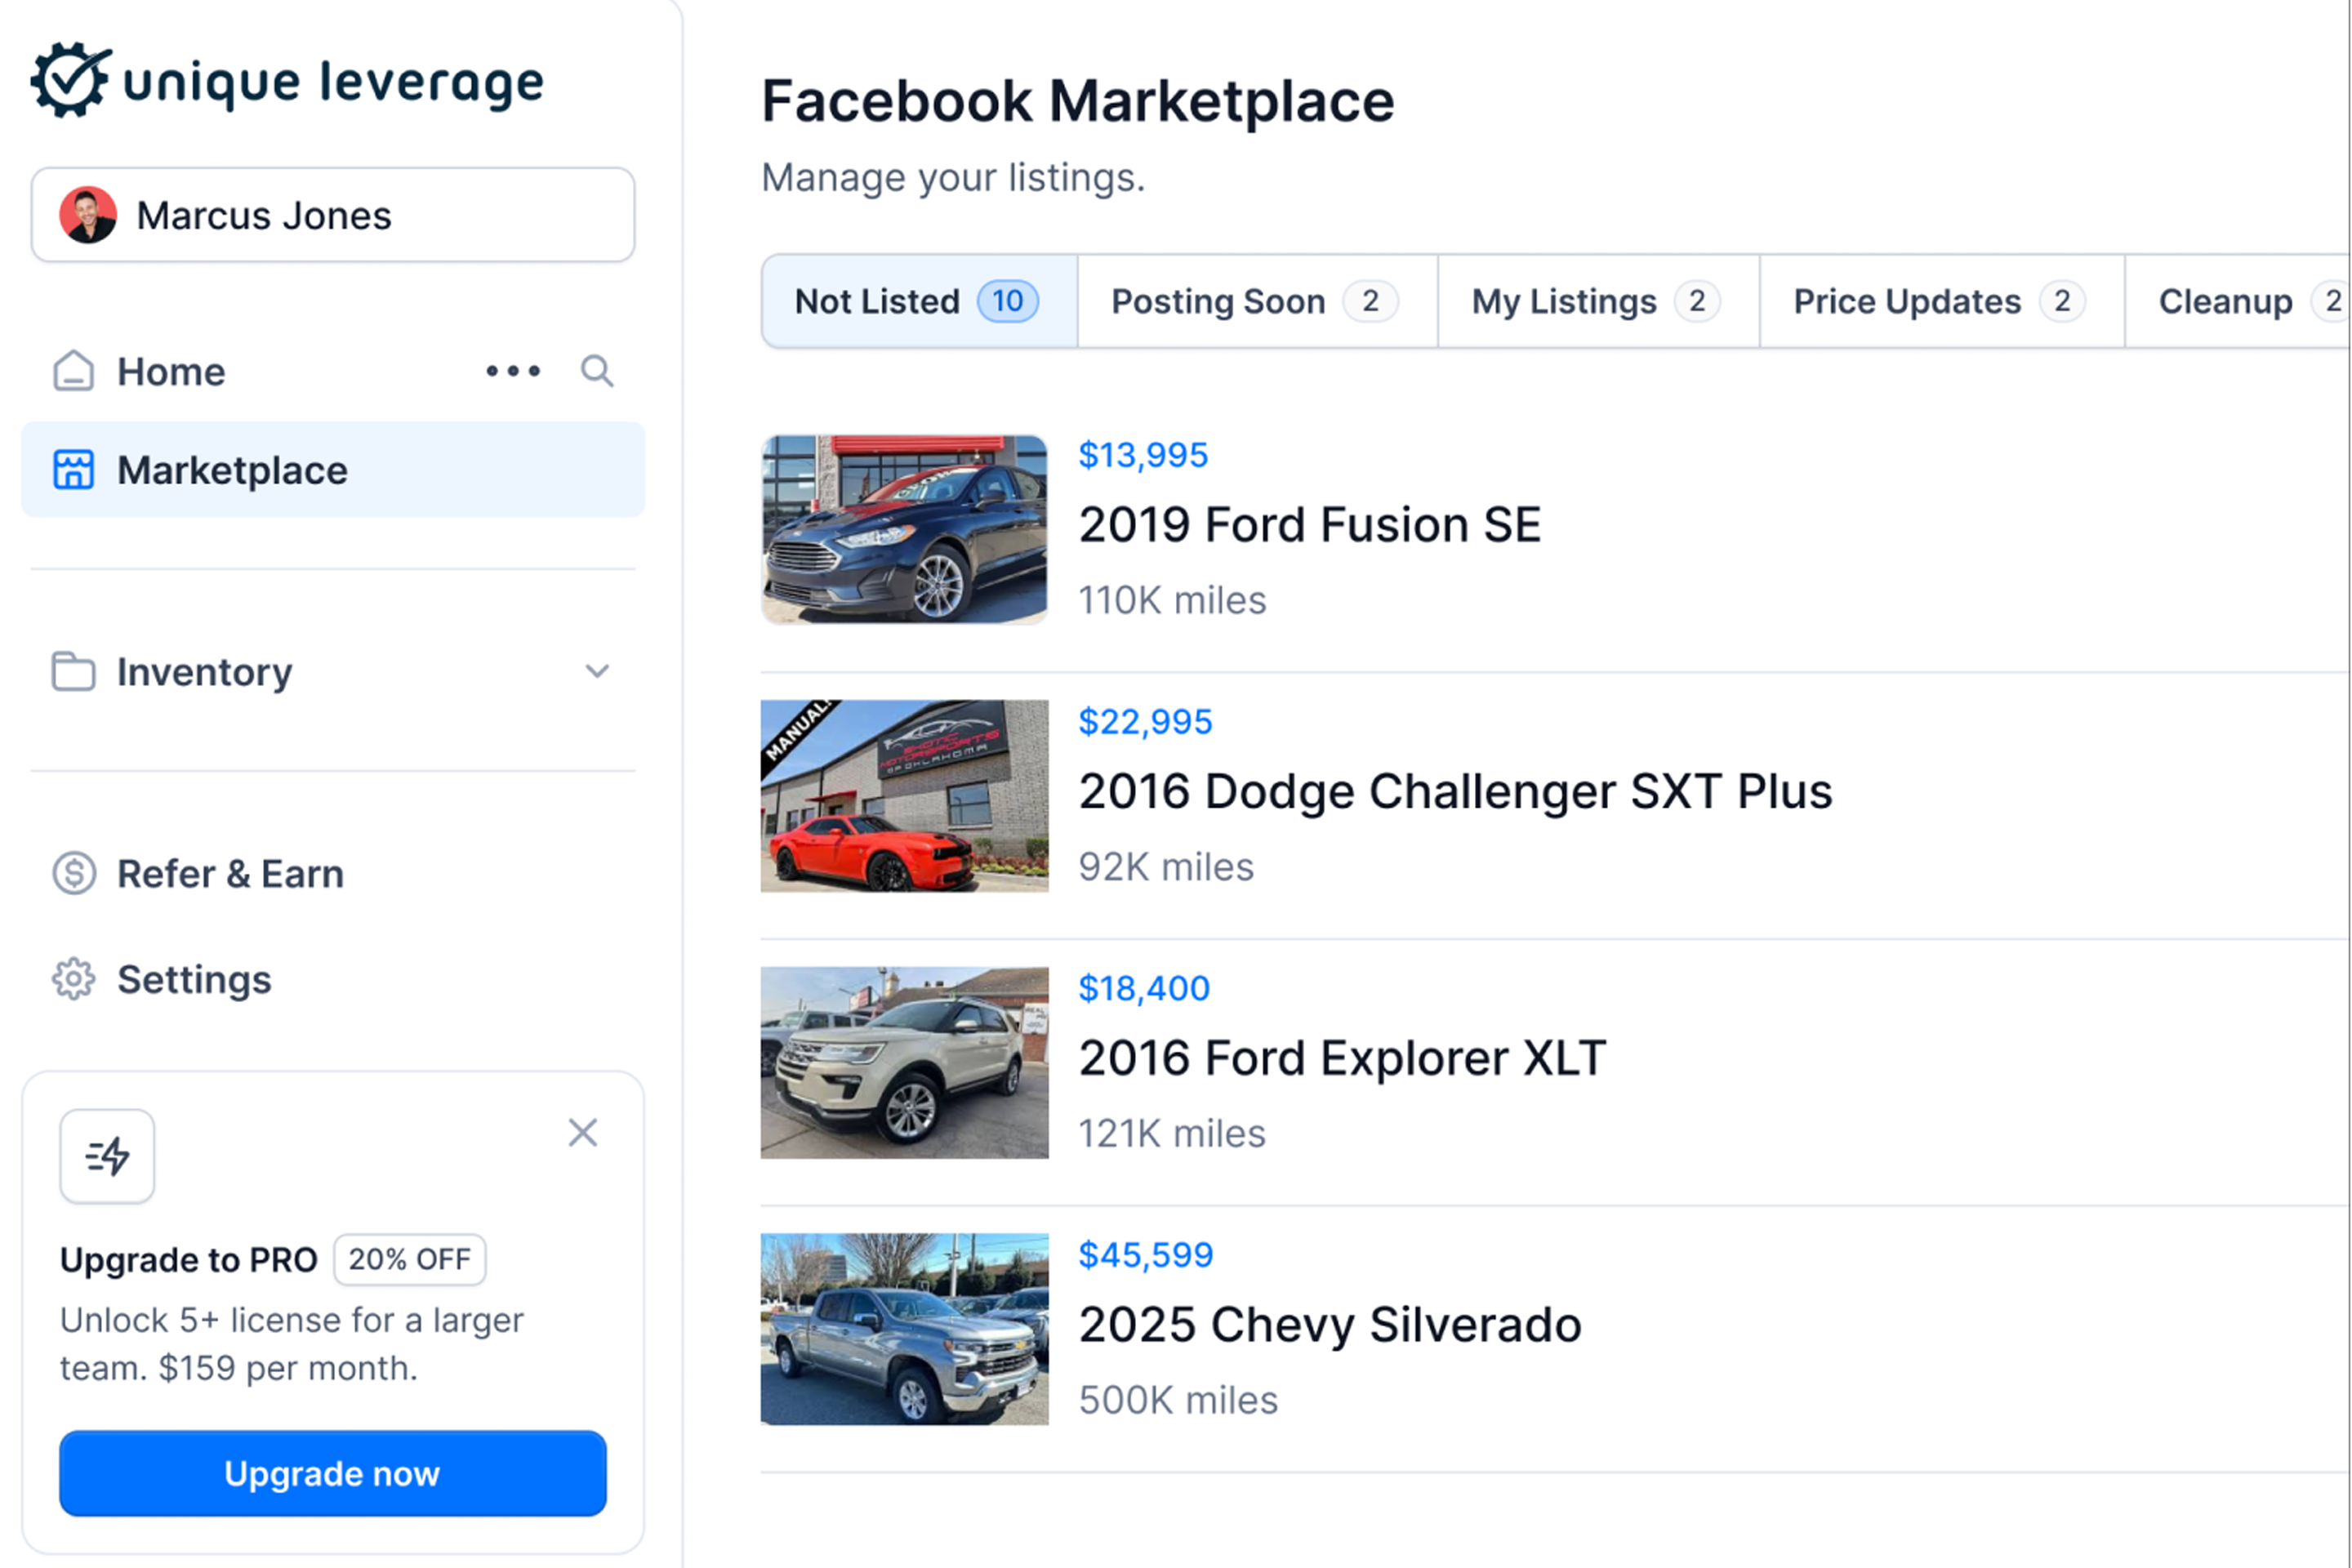 unique leverage
Marcus Jones
Home
Marketplace
Inventory
Refer & Earn
Settings
Upgrade to PRO 20% OFF
Unlock 5+ license for a larger
team. $159 per month.
Upgrade now
Facebook Marketplace
Manage your listings.
Not Listed 10 Posting Soon 2 My Listings 2 Price Updates 2 Cleanup 2
$13,995
2019 Ford Fusion SE
110K miles
MANUAL
EXOTIC
MOTORSPORTS
OF OKLAHOMA
$22,995
2016 Dodge Challenger SXT Plus
92K miles
$18,400
2016 Ford Explorer XLT
121K miles
$45,599
2025 Chevy Silverado
500K miles